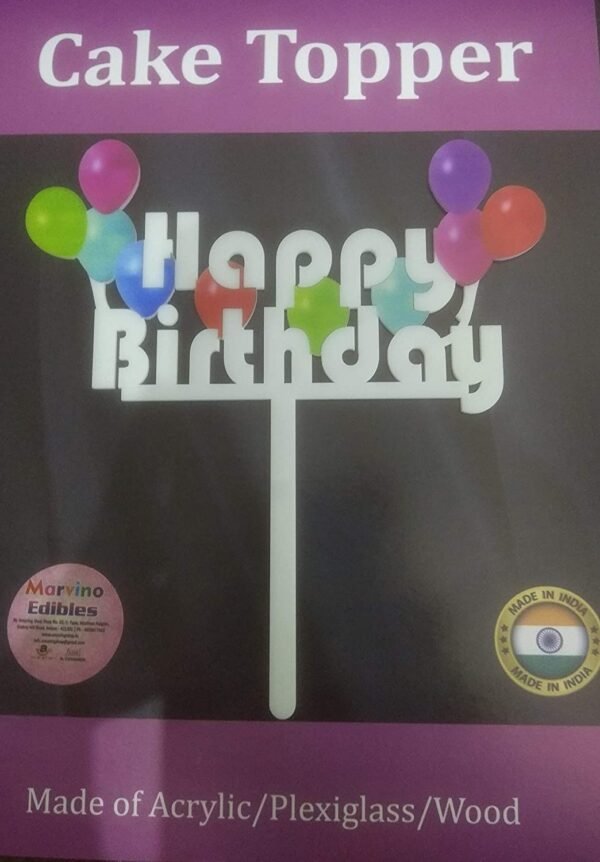 Cake Topper
Happy
Birthday
Marvino
Edibles
MADE IN INDIA
MADE IN INDIA
Made of Acrylic/Plexiglass/Wood